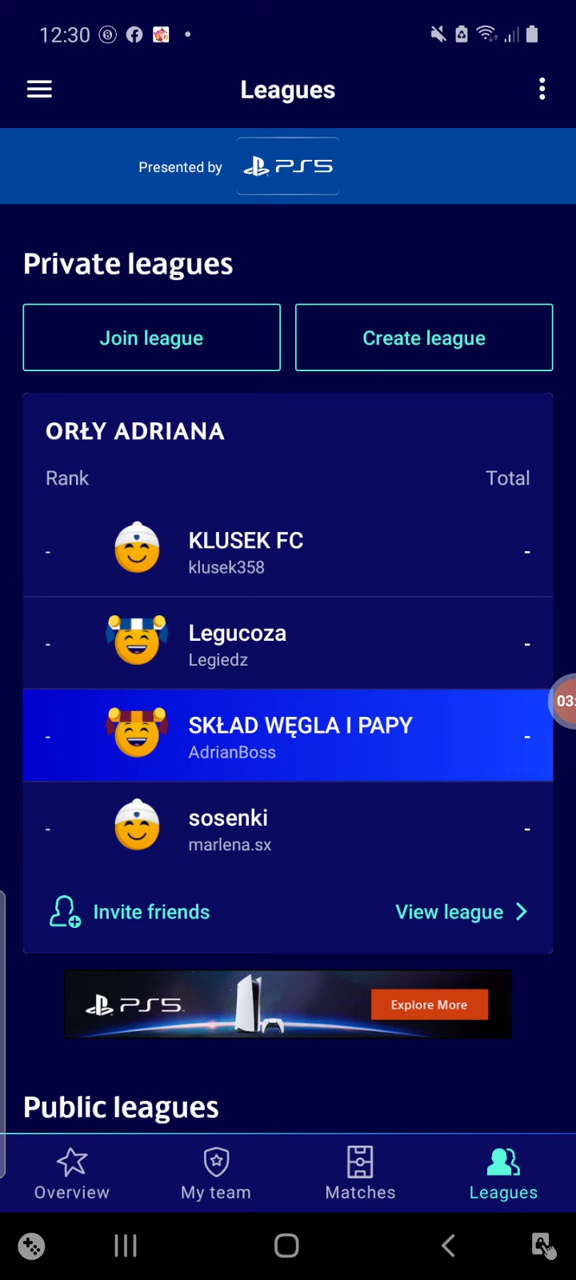 12:30
Leagues
Presented by PS5
Private leagues
Join league Create league
ORŁY ADRIANA
Rank Total
- KLUSEK FC -
klusek358
- Legucoza -
Legiedz
- SKŁAD WĘGLA I PAPY -
AdrianBoss
- sosenki -
marlena.sx
03:
Invite friends View league
PS5 Explore More
Public leagues
Overview My team Matches Leagues